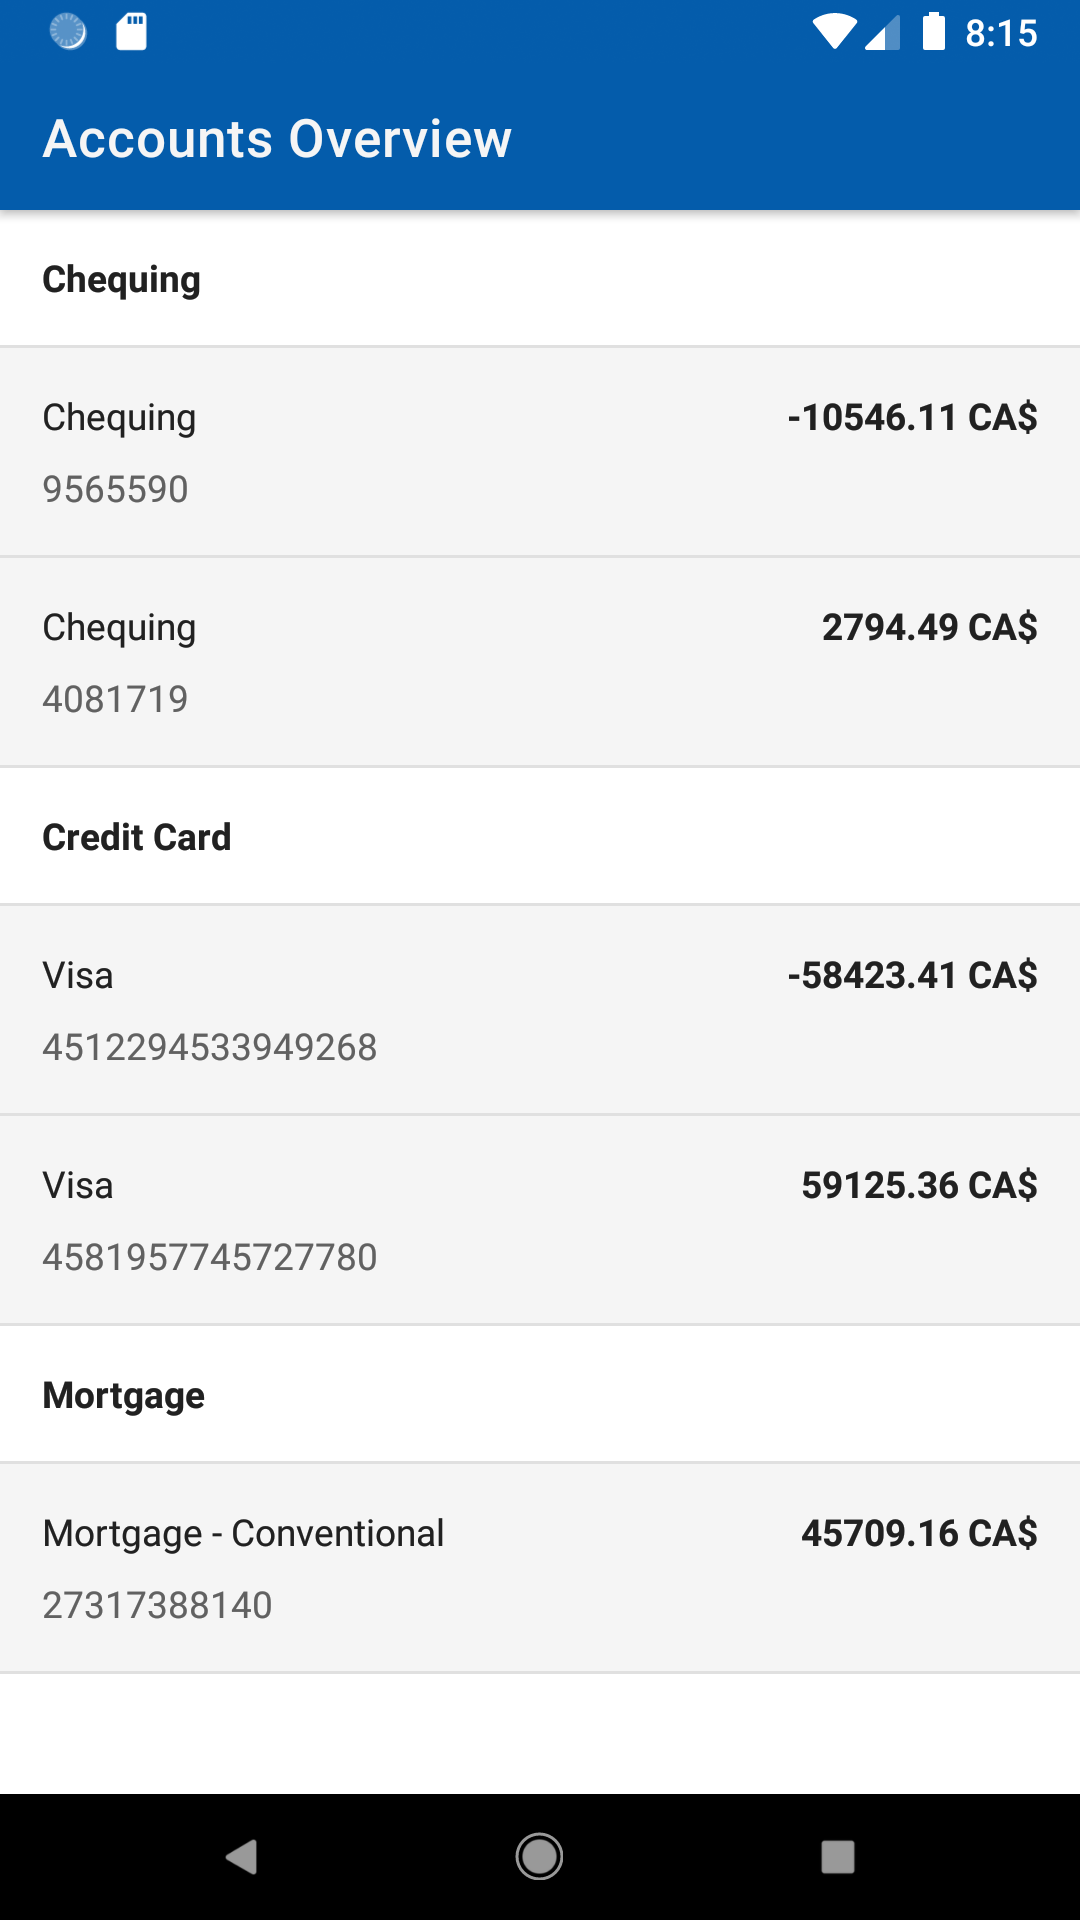 8:15
Accounts Overview
Chequing
Chequing -10546.11 CA$
9565590
Chequing 2794.49 CA$
4081719
Credit Card
Visa -58423.41 CA$
4512294533949268
Visa 59125.36 CA$
4581957745727780
Mortgage
Mortgage - Conventional 45709.16 CA$
27317388140